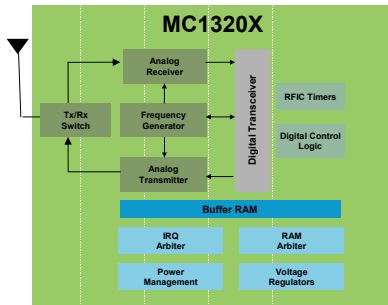 MC1320X
Analog
Receiver
Tx/Rx
Switch
Frequency
Generator
Analog
Transmitter
Digital Transceiver
RFIC Timers
Digital Control
Logic
Buffer RAM
IRQ
Arbiter
RAM
Arbiter
Power
Management
Voltage
Regulators